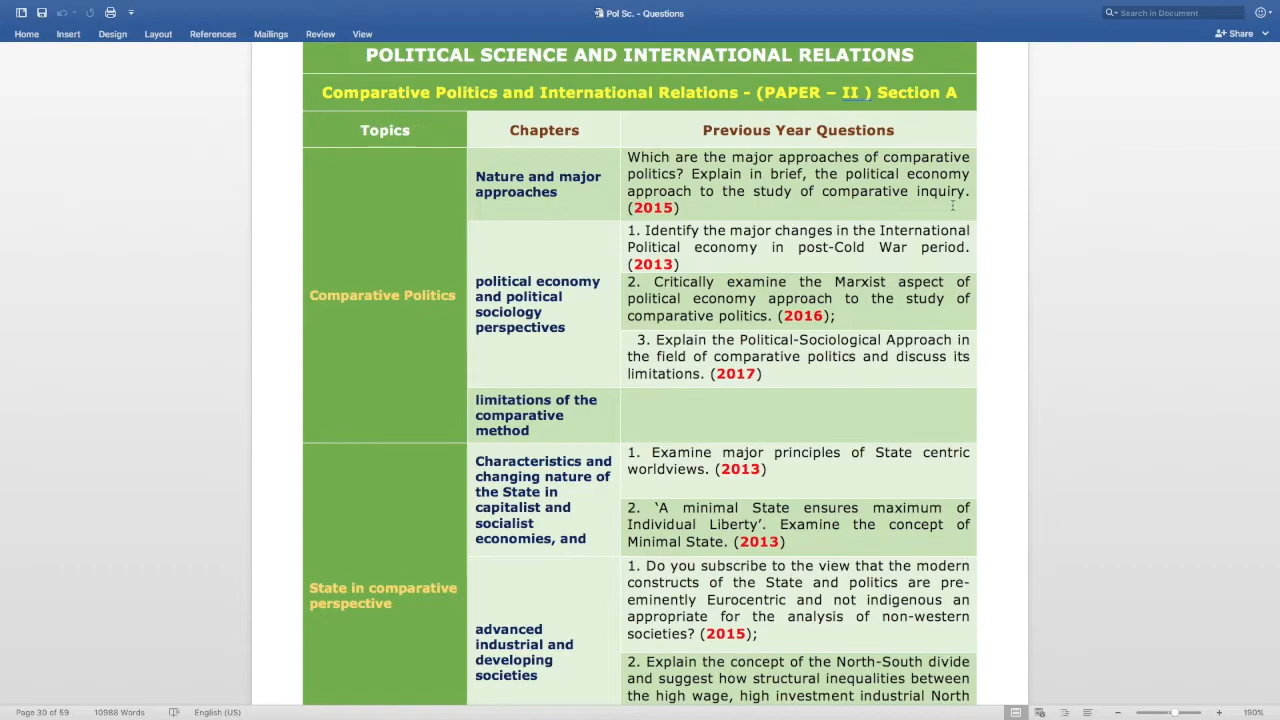 Pol Sc. - Questions
Search in Document
Home Insert Design Layout References Mailings Review View
Share
POLITICAL SCIENCE AND INTERNATIONAL RELATIONS
Comparative Politics and International Relations - (PAPER – II ) Section A
Topics
Chapters
Previous Year Questions
Comparative Politics
Nature and major
approaches
Which are the major approaches of comparative
politics? Explain in brief, the political economy
approach to the study of comparative inquiry.
(2015)
political economy
and political
sociology
perspectives
1. Identify the major changes in the International
Political economy in post-Cold War period.
(2013)
2. Critically examine the Marxist aspect of
political economy approach to the study of
comparative politics. (2016);
3. Explain the Political-Sociological Approach in
the field of comparative politics and discuss its
limitations. (2017)
limitations of the
comparative
method
State in comparative
perspective
Characteristics and
changing nature of
the State in
capitalist and
socialist
economies, and
1. Examine major principles of State centric
worldviews. (2013)
2. ‘A minimal State ensures maximum of
Individual Liberty’. Examine the concept of
Minimal State. (2013)
advanced
industrial and
developing
societies
1. Do you subscribe to the view that the modern
constructs of the State and politics are pre-
eminently Eurocentric and not indigenous an
appropriate for the analysis of non-western
societies? (2015);
2. Explain the concept of the North-South divide
and suggest how structural inequalities between
the high wage, high investment industrial North
Page 30 of 59
10988 Words
English (US)
190%